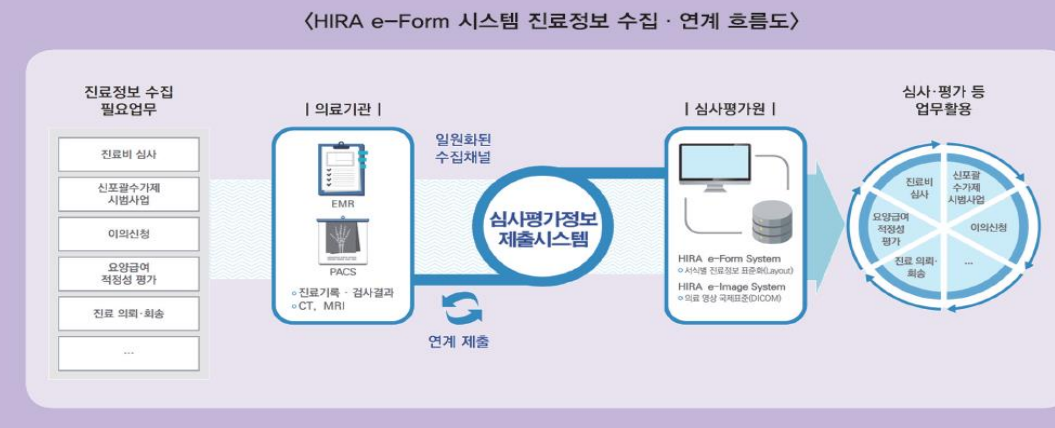 〈HIRA e-Form 시스템 진료정보 수집 · 연계 흐름도〉
진료정보 수집
필요업무
진료비 심사
신포괄수가제
시범사업
이의신청
요양급여
적정성 평가
진료 의뢰·회송
...
| 의료기관 |
EMR
PACS
진료기록 · 검사결과
CT, MRI
일원화된
수집채널
심사평가정보
제출시스템
연계 제출
| 심사평가원 |
HIRA e-Form System
서식별 진료정보 표준화(Layout)
HIRA e-Image System
의료 영상 국제표준(DICOM)
심사·평가 등
업무활용
진료비
심사
신포괄
수가제
시범사업
요양급여
적정성
평가
이의신청
진료 의뢰·
회송
...